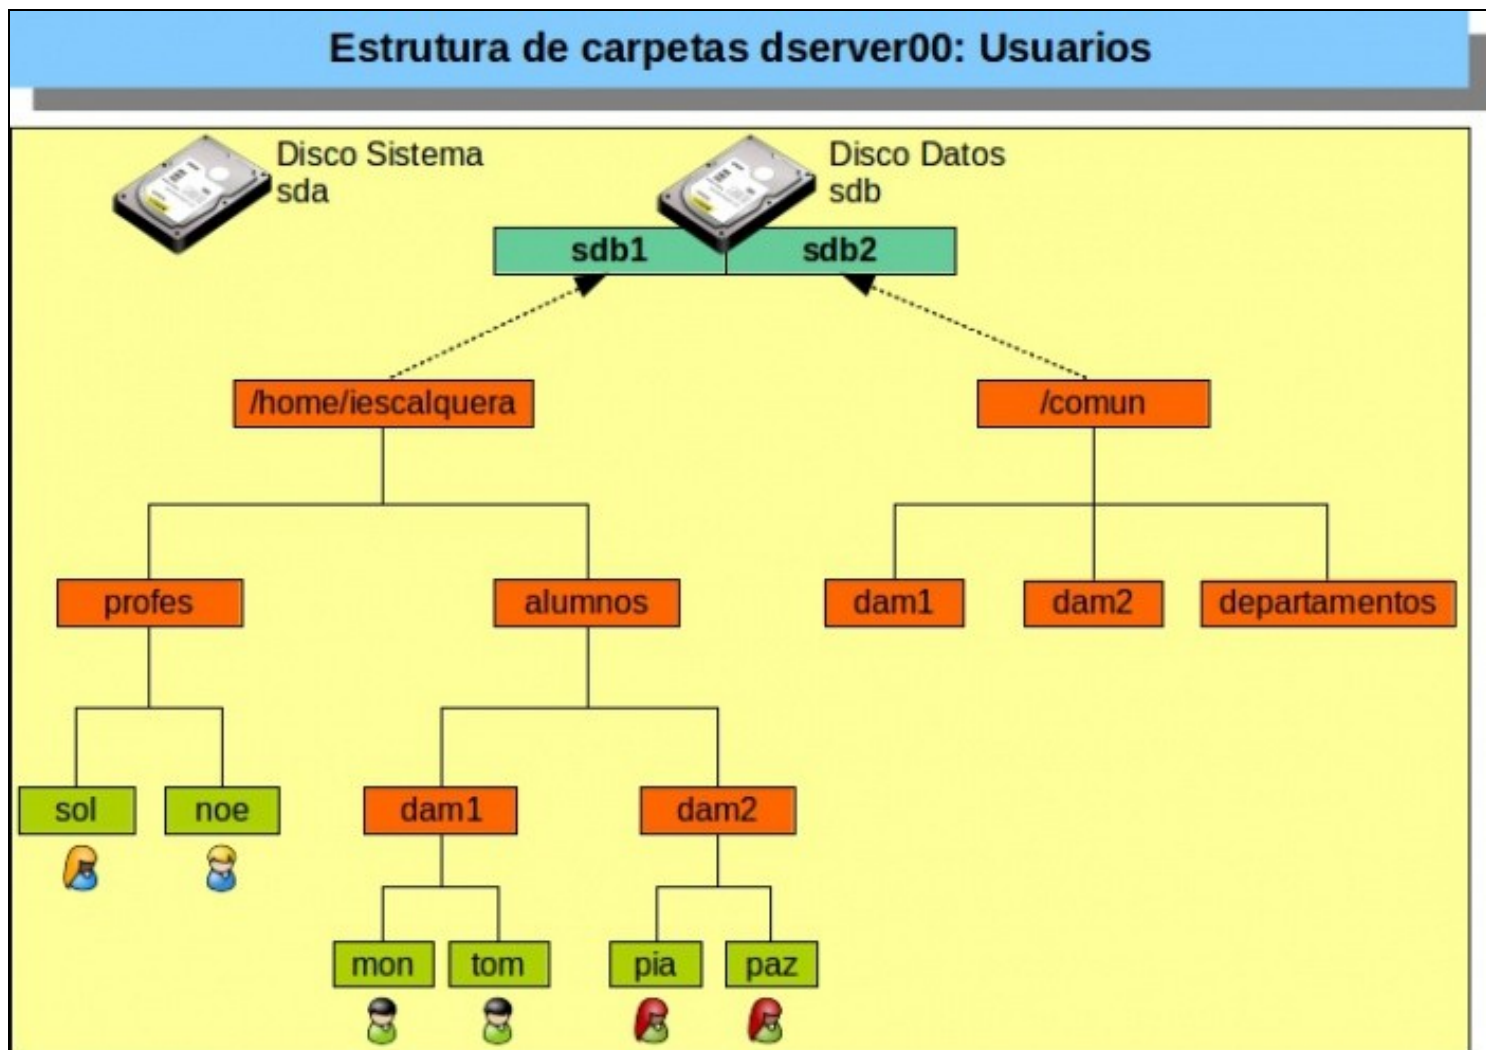 Estrutura de carpetas dserver00: Usuarios
Disco Sistema
sda
Disco Datos
sdb
sdb1
sdb2
/home/iescalquera
/comun
profes
alumnos
dam1
dam2
departamentos
sol
noe
dam1
dam2
mon
tom
pia
paz